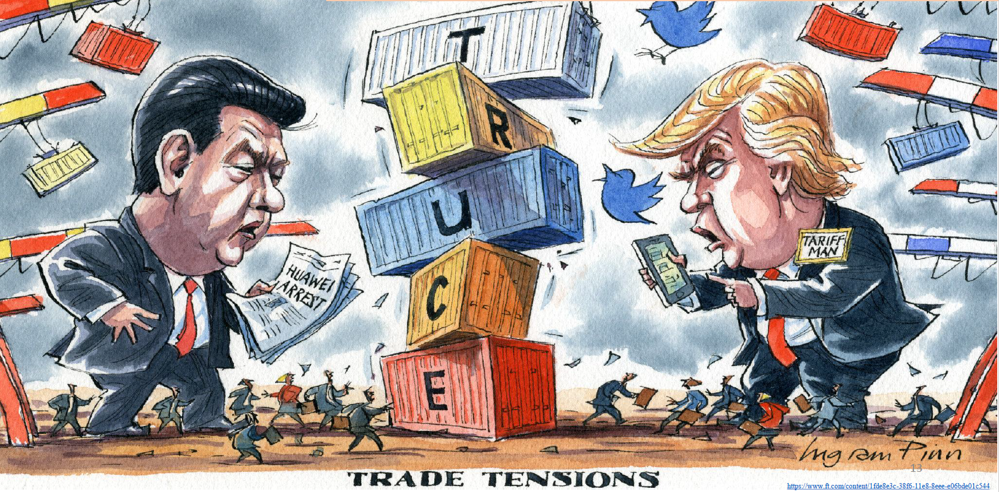 T
R
U
C
E
TARIFF
MAN
HUAWEI
ARREST
Ingram Pinn
13
TRADE TENSIONS
https://www.ft.com/content/1fde8e3c-38f6-11e8-8eee-e06bde01c544